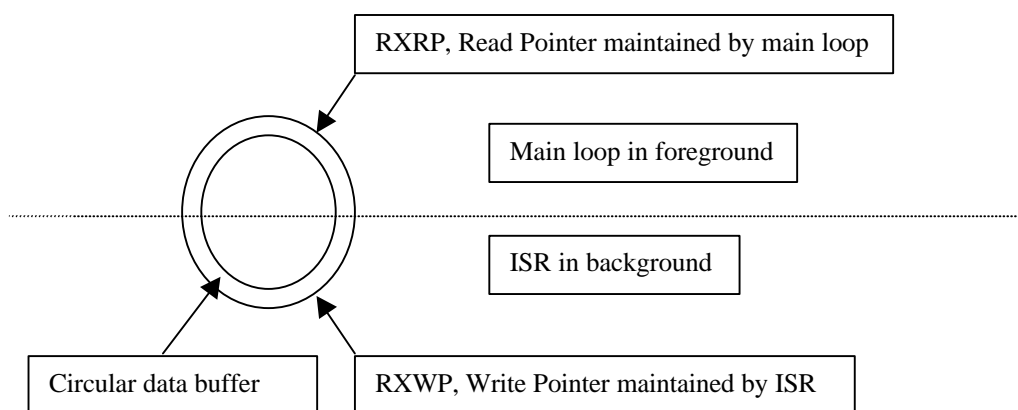 RXRP, Read Pointer maintained by main loop
Main loop in foreground
ISR in background
Circular data buffer
RXWP, Write Pointer maintained by ISR